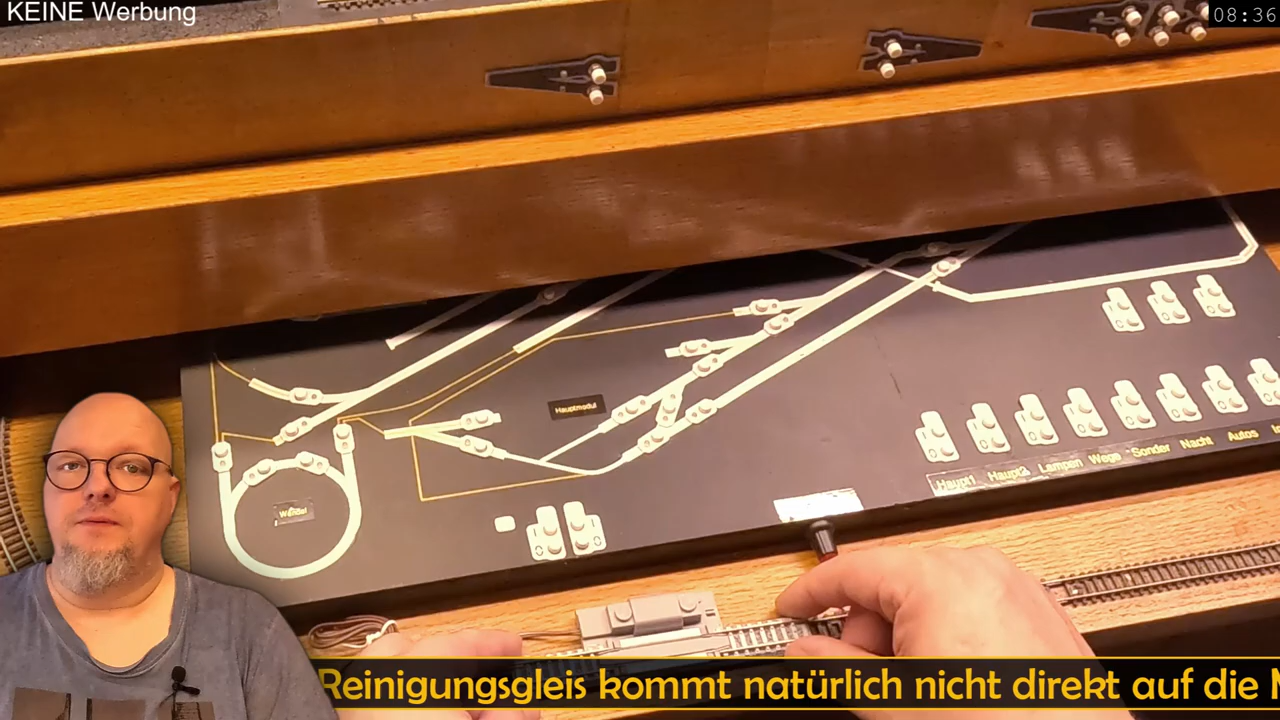 KEINE Werbung
08:36
Hauptmodul
Wendel
Haupt1 Haupt2 Lampen Wege Sonder Nacht Autos
Reinigungsgleis kommt natürlich nicht direkt auf die